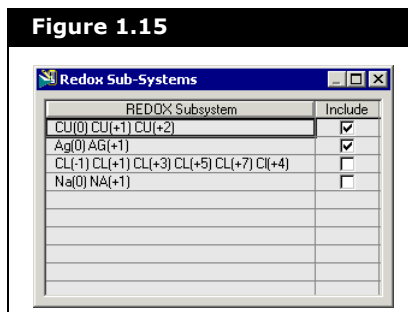 Figure 1.15
Redox Sub-Systems
REDOX Subsystem Include
CU(0) CU(+1) CU(+2)
Ag(0) AG(+1)
CL(-1) CL(+1) CL(+3) CL(+5) CL(+7) Cl(+4)
Na(0) NA(+1)